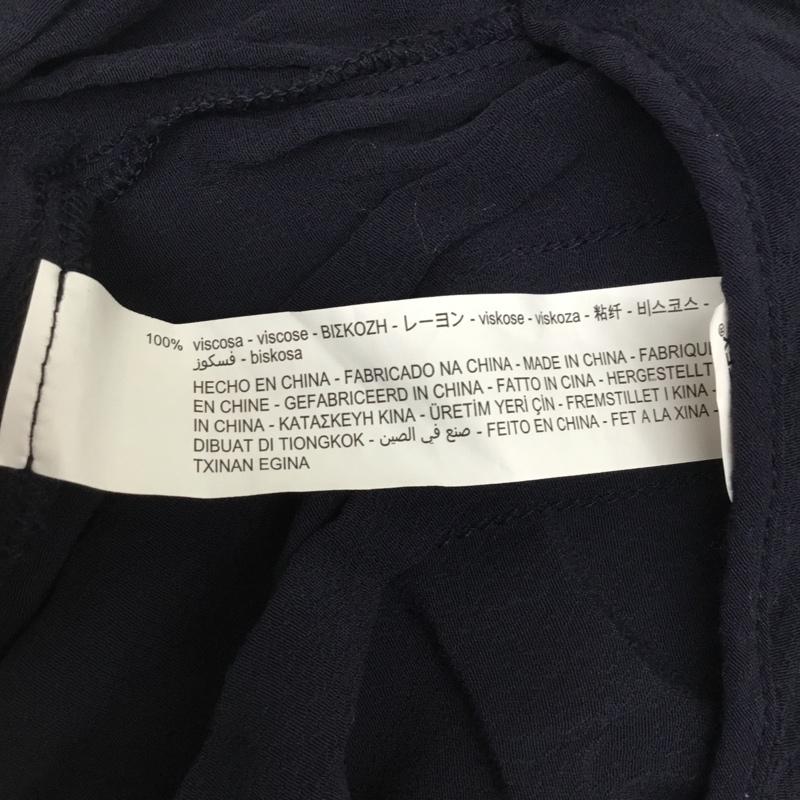 100% viscosa - viscose - ΒΙΣΚΟΖΗ - レーヨン - viskose - viskoza - 粘纤 - 비스코스 -
فسكوز - biskosa
HECHO EN CHINA - FABRICADO NA CHINA - MADE IN CHINA - FABRIQUÉ
EN CHINE - GEFABRICEERD IN CHINA - FATTO IN CINA - HERGESTELLT
IN CHINA - ΚΑΤΑΣΚΕΥΗ ΚΙΝΑ - ÜRETİM YERİ ÇİN - FREMSTILLET I KINA -
DIBUAT DI TIONGKOK - صنع في الصين - FEITO EN CHINA - FET A LA XINA -
TXINAN EGINA